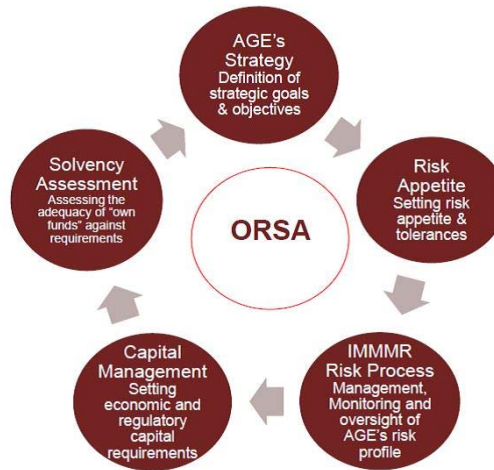 AGE's
Strategy
Definition of
strategic goals
& objectives
Risk
Appetite
Setting risk
appetite &
tolerances
IMMMR
Risk Process
Management,
Monitoring and
oversight of
AGE's risk
profile
Capital
Management
Setting
economic and
regulatory
capital
requirements
Solvency
Assessment
Assessing the
adequacy of "own
funds" against
requirements
ORSA